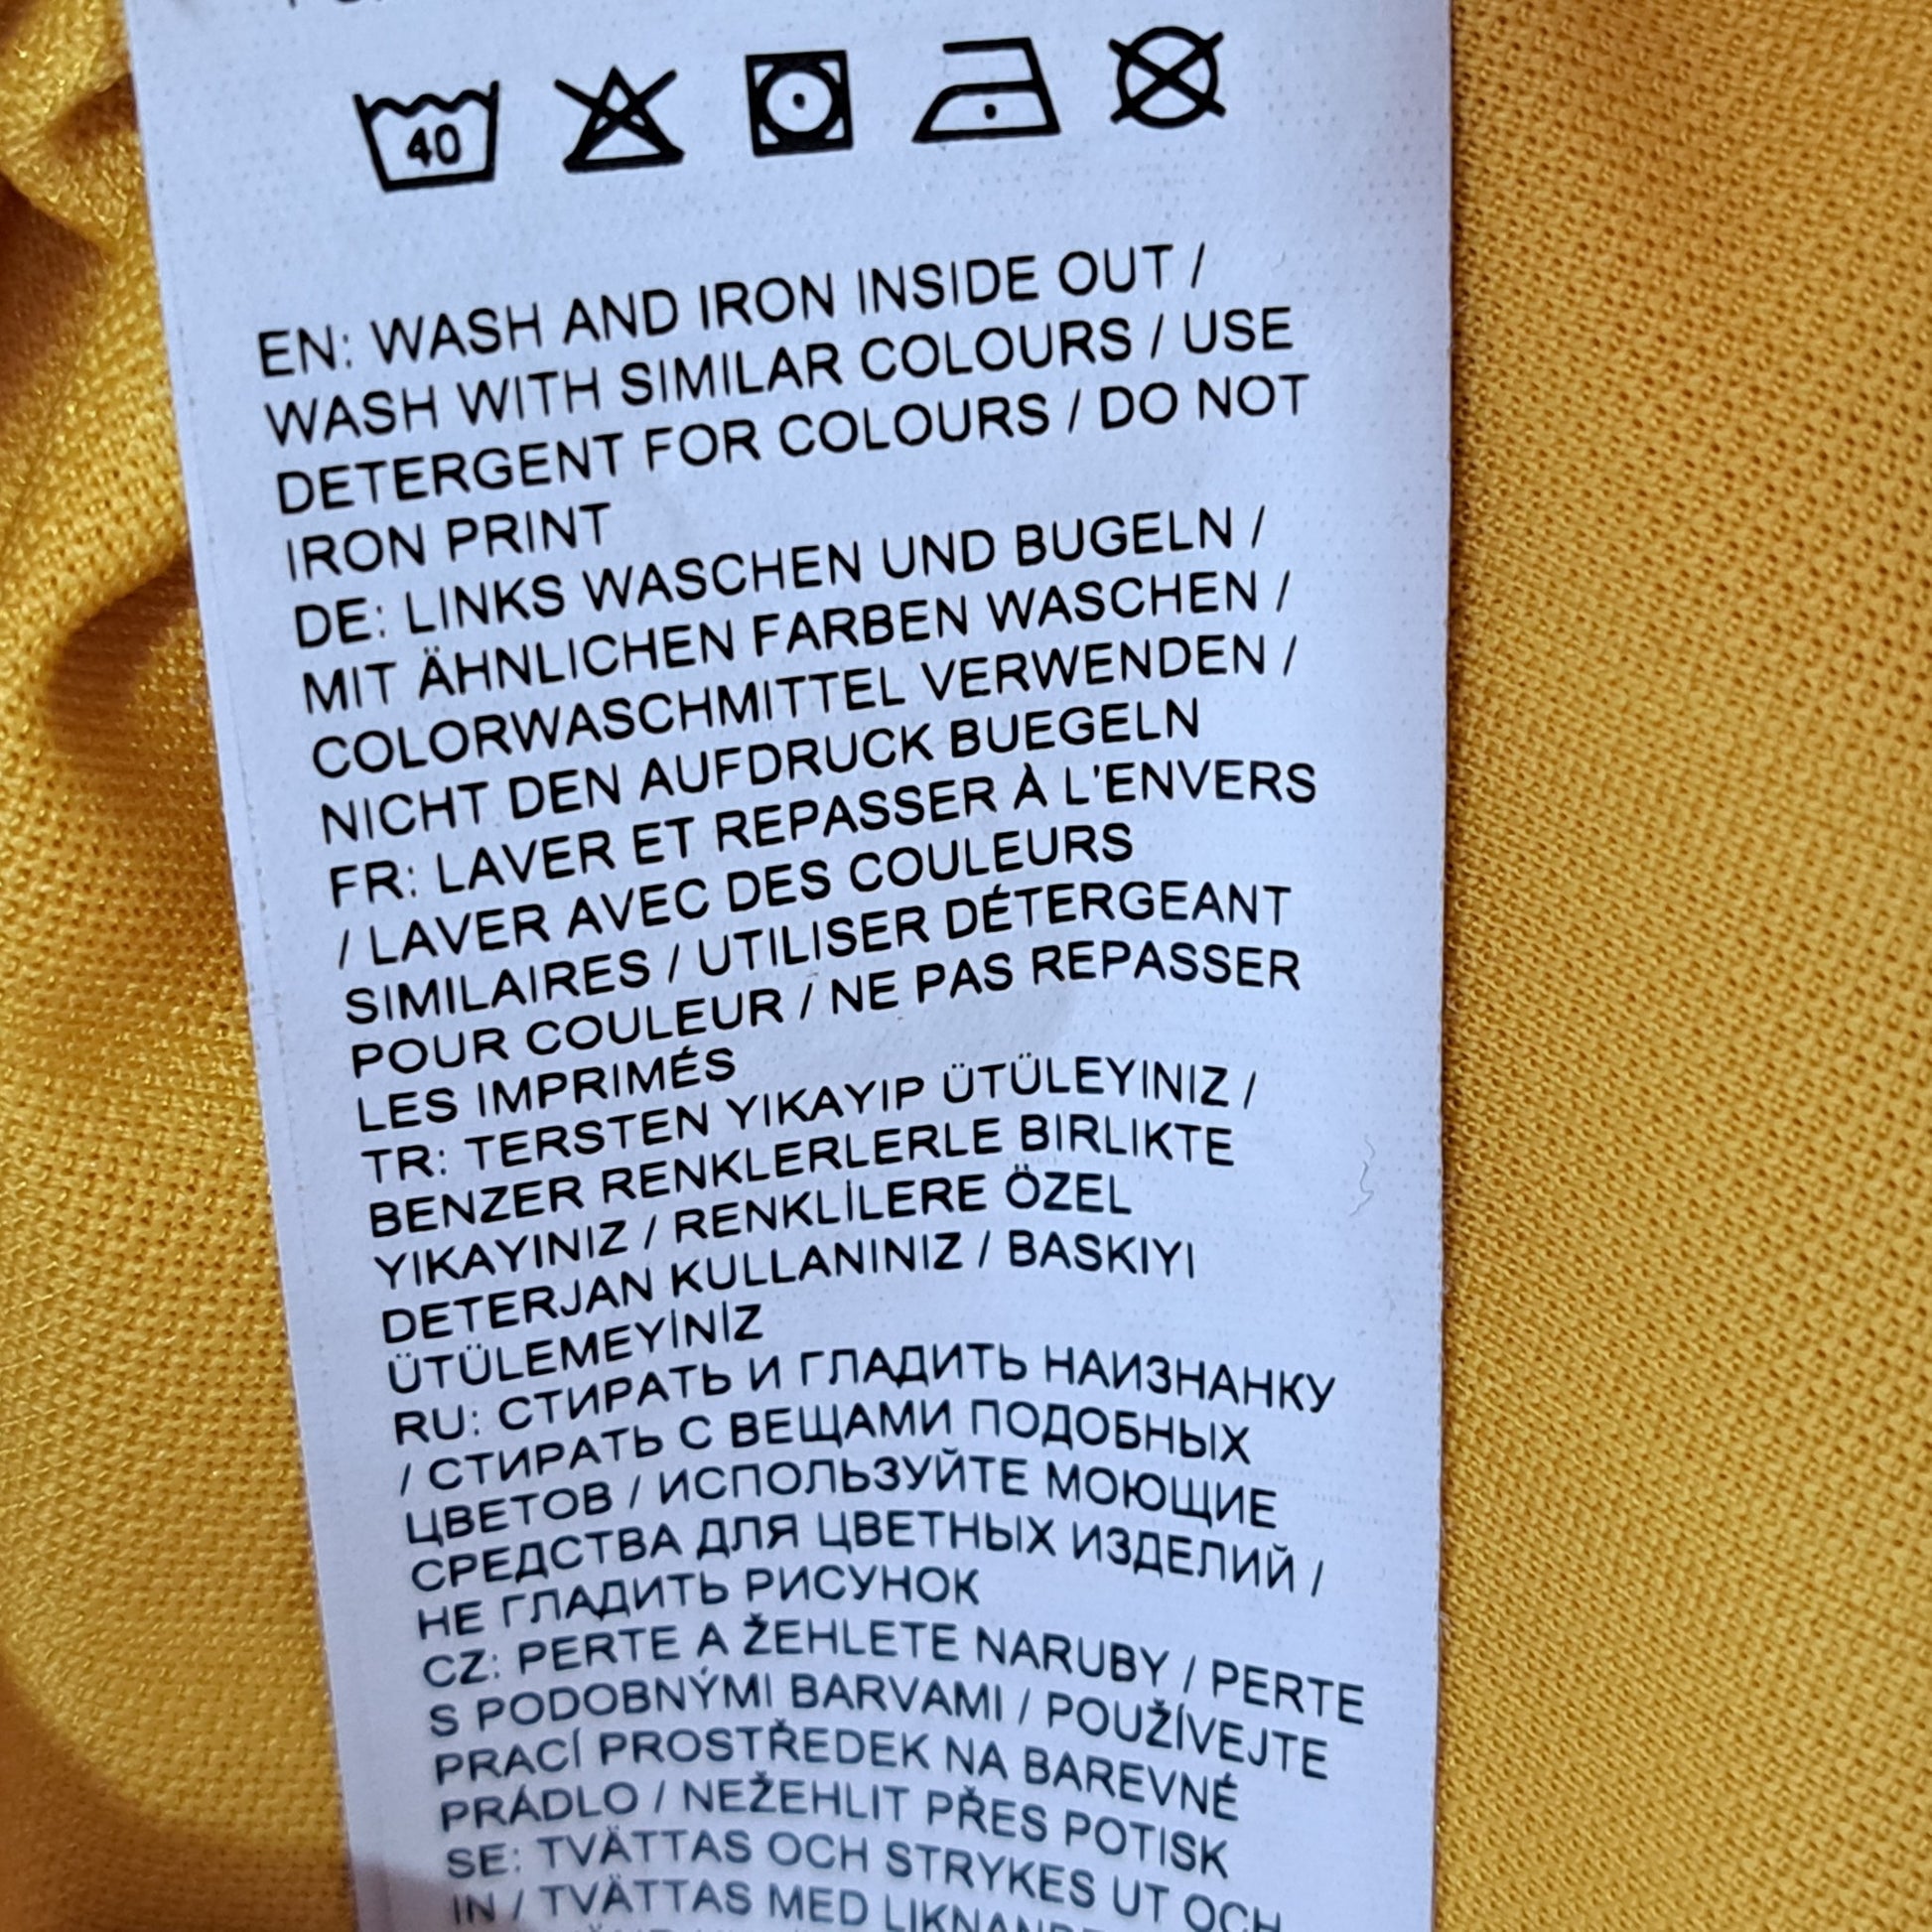 40
EN: WASH AND IRON INSIDE OUT /
WASH WITH SIMILAR COLOURS / USE
DETERGENT FOR COLOURS / DO NOT
IRON PRINT
DE: LINKS WASCHEN UND BUGELN /
MIT ÄHNLICHEN FARBEN WASCHEN /
COLORWASCHMITTEL VERWENDEN /
NICHT DEN AUFDRUCK BUEGELN
FR: LAVER ET REPASSER À L'ENVERS
/ LAVER AVEC DES COULEURS
SIMILAIRES / UTILISER DÉTERGEANT
POUR COULEUR / NE PAS REPASSER
LES IMPRIMÉS
TR: TERSTEN YIKAYIP ÜTÜLEYINIZ /
BENZER RENKLERLERLE BIRLIKTE
YIKAYINIZ / RENKLİLERE ÖZEL
DETERJAN KULLANINIZ / BASKIYI
ÜTÜLEMEYİNİZ
RU: СТИРАТЬ И ГЛАДИТЬ НАИЗНАНКУ
/ СТИРАТЬ С ВЕЩАМИ ПОДОБНЫХ
ЦВЕТОВ / ИСПОЛЬЗУЙТЕ МОЮЩИЕ
СРЕДСТВА ДЛЯ ЦВЕТНЫХ ИЗДЕЛИЙ /
НЕ ГЛАДИТЬ РИСУНОК
CZ: PERTE A ŽEHLETE NARUBY / PERTE
S PODOBNÝMI BARVAMI / POUŽÍVEJTE
PRACÍ PROSTŘEDEK NA BAREVNÉ
PRÁDLO / NEŽEHLIT PŘES POTISK
SE: TVÄTTAS OCH STRYKES UT OCH
IN / TVÄTTAS MED